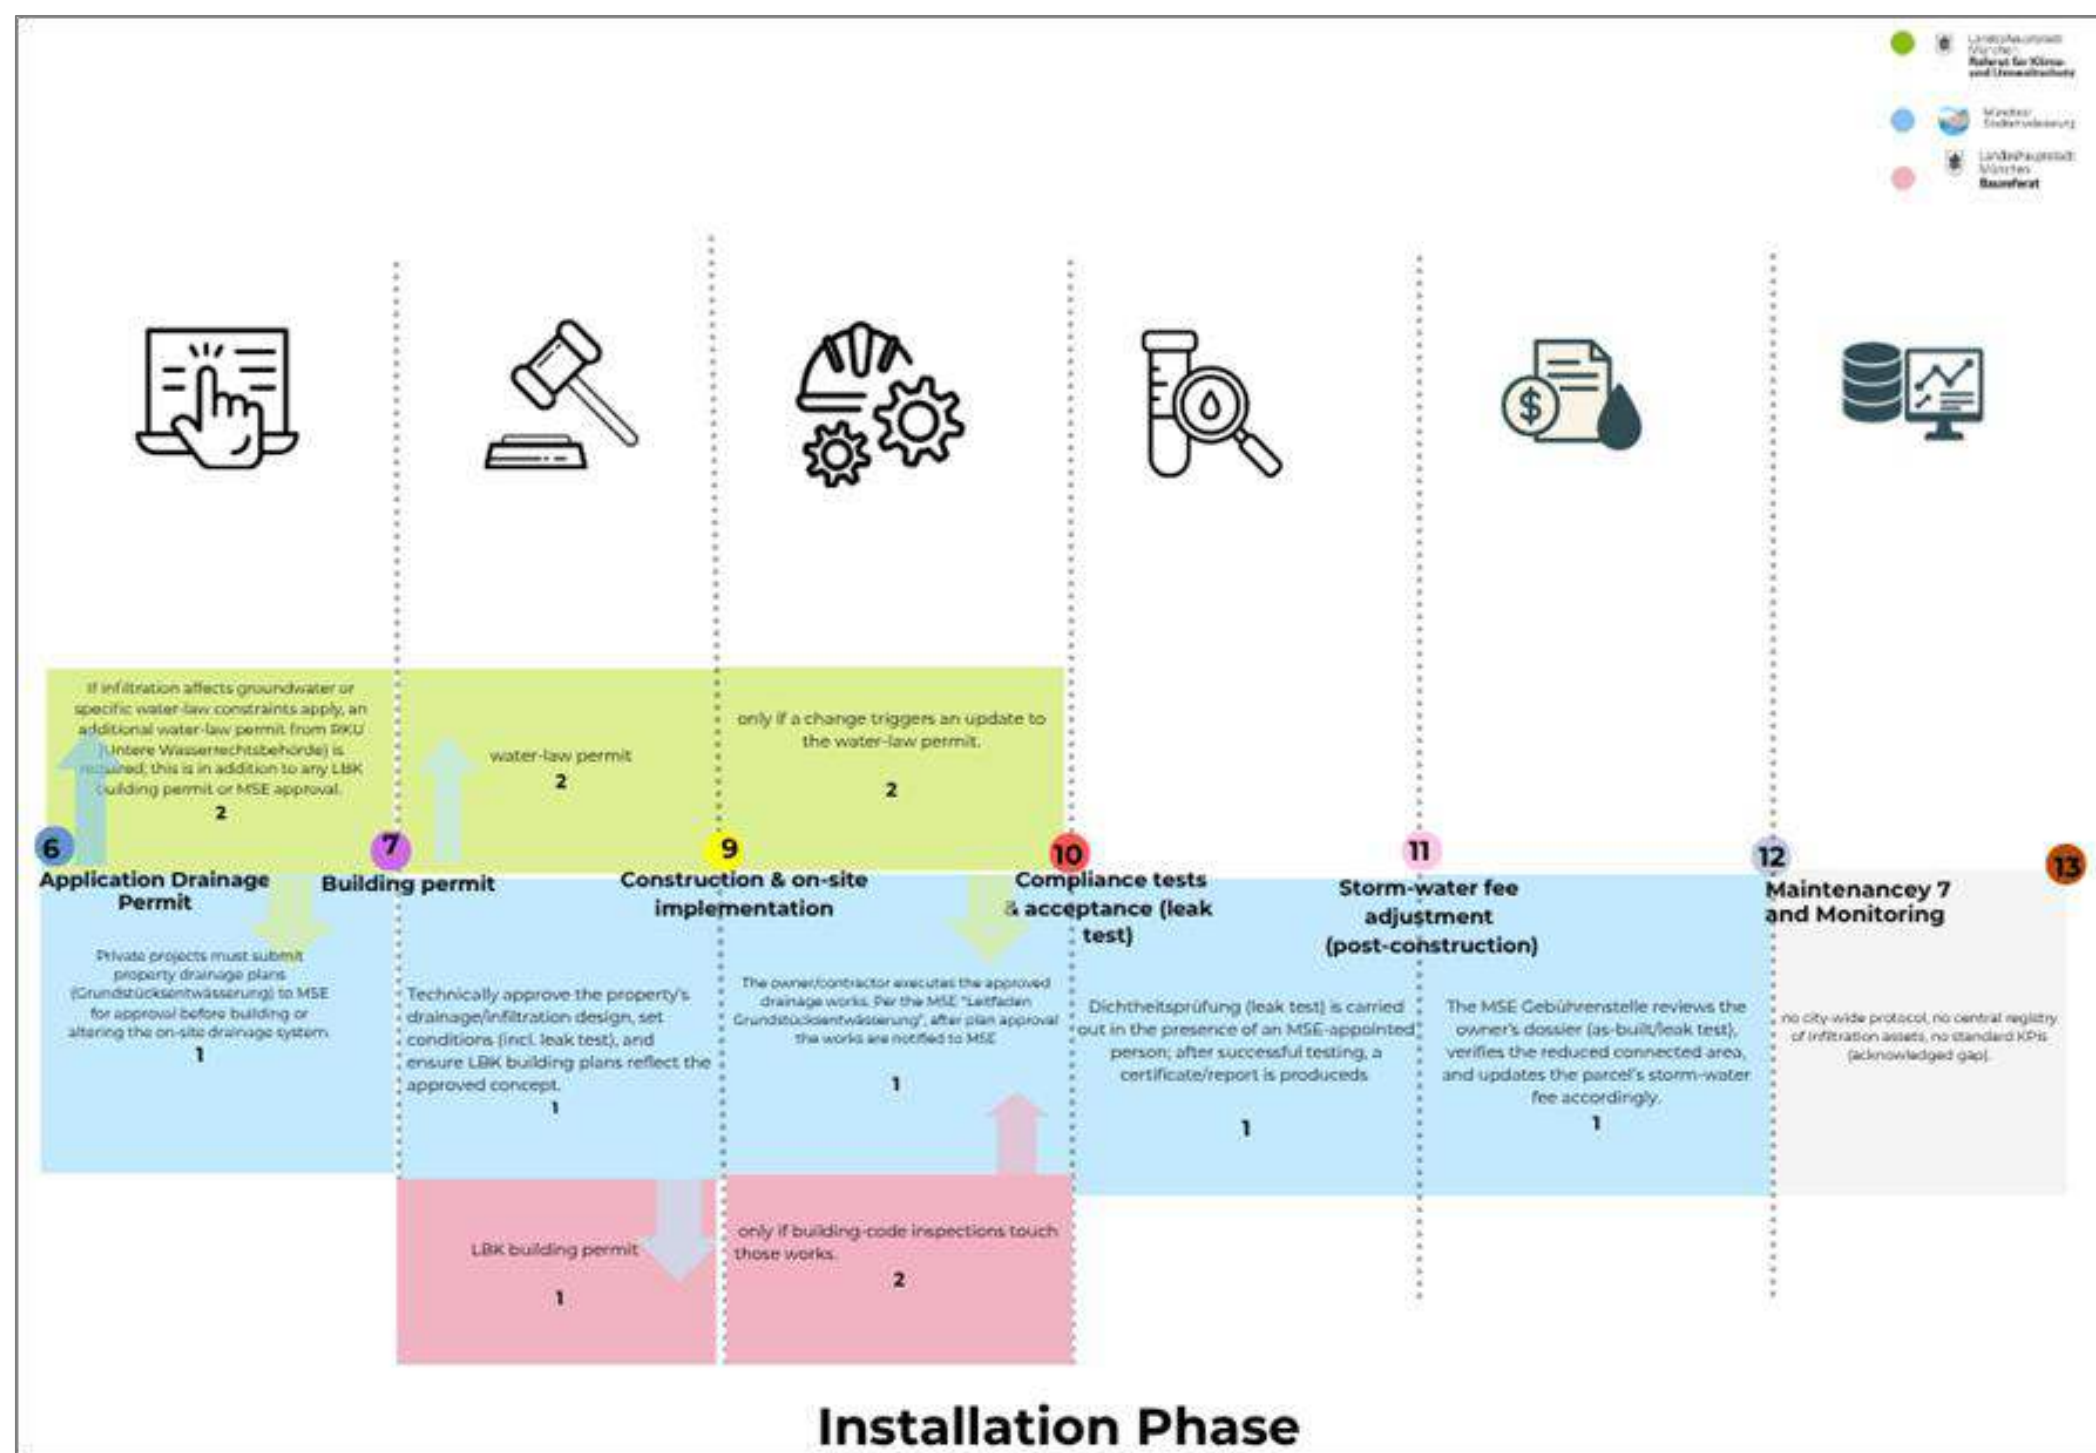 Landeshauptstadt
München
Referat für Klima-
und Umweltschutz
Münchner
Stadtentwässerung
Landeshauptstadt
München
Baureferat
$
If infiltration affects groundwater or
specific water-law constraints apply, an
additional water-law permit from RKU
(Untere Wasserrechtsbehörde) is
required; this is in addition to any LBK
building permit or MSE approval.
2
water-law permit
2
only if a change triggers an update to
the water-law permit.
2
6
Application Drainage
Permit
7
Building permit
9
Construction & on-site
implementation
10
Compliance tests
& acceptance (leak
test)
11
Storm-water fee
adjustment
(post-construction)
12
Maintenancey 7
and Monitoring
13
Private projects must submit
property drainage plans
(Grundstücksentwässerung) to MSE
for approval before building or
altering the on-site drainage system.
1
Technically approve the property's
drainage/infiltration design, set
conditions (incl. leak test), and
ensure LBK building plans reflect the
approved concept.
1
The owner/contractor executes the approved
drainage works. Per the MSE "Leitfaden
Grundstücksentwässerung", after plan approval
the works are notified to MSE
1
Dichtheitsprüfung (leak test) is carried
out in the presence of an MSE-appointed
person; after successful testing, a
certificate/report is produceds
1
The MSE Gebührenstelle reviews the
owner's dossier (as-built/leak test),
verifies the reduced connected area,
and updates the parcel's storm-water
fee accordingly.
1
no city-wide protocol, no central registry
of infiltration assets, no standard KPIs
(acknowledged gap).
LBK building permit
1
only if building-code inspections touch
those works.
2
Installation Phase